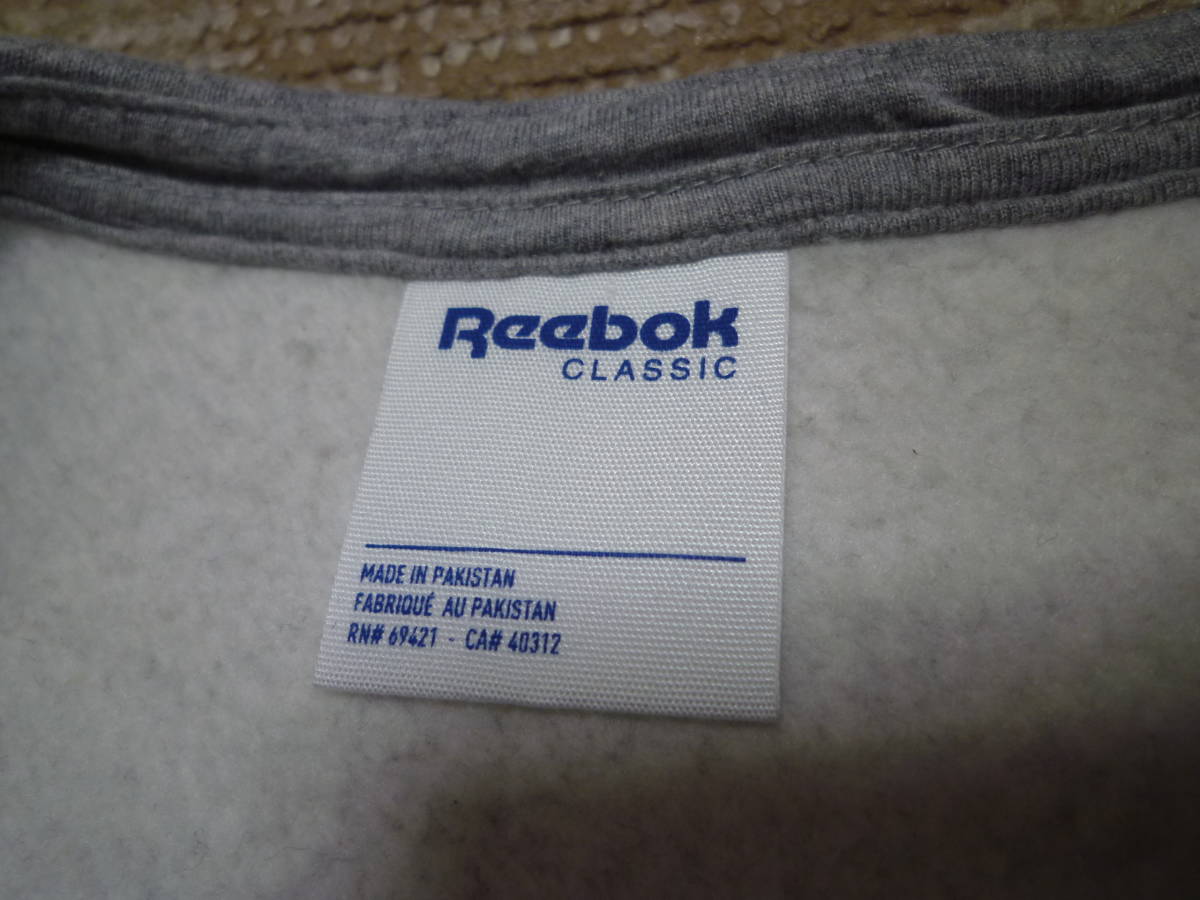 Reebok
CLASSIC
MADE IN PAKISTAN
FABRIQUÉ AU PAKISTAN
RN# 69421 - CA# 40312